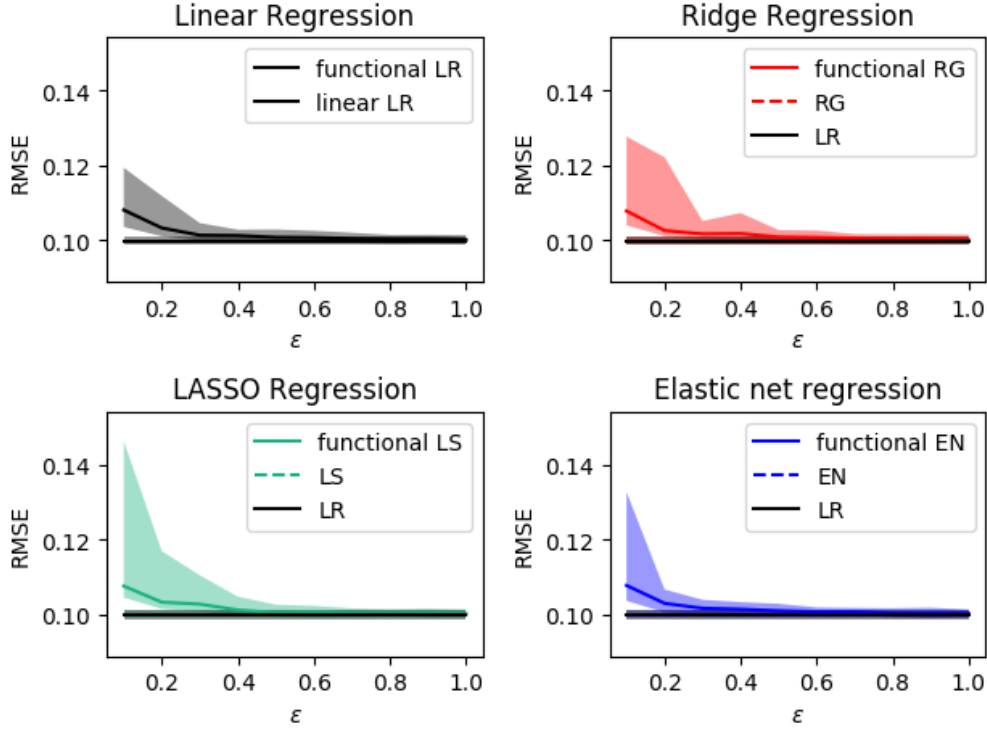 Linear Regression
RMSE
0.14
0.12
0.10
functional LR
linear LR
0.2 0.4 0.6 0.8 1.0
ε
Ridge Regression
RMSE
0.14
0.12
0.10
functional RG
RG
LR
0.2 0.4 0.6 0.8 1.0
ε
LASSO Regression
RMSE
0.14
0.12
0.10
functional LS
LS
LR
0.2 0.4 0.6 0.8 1.0
ε
Elastic net regression
RMSE
0.14
0.12
0.10
functional EN
EN
LR
0.2 0.4 0.6 0.8 1.0
ε